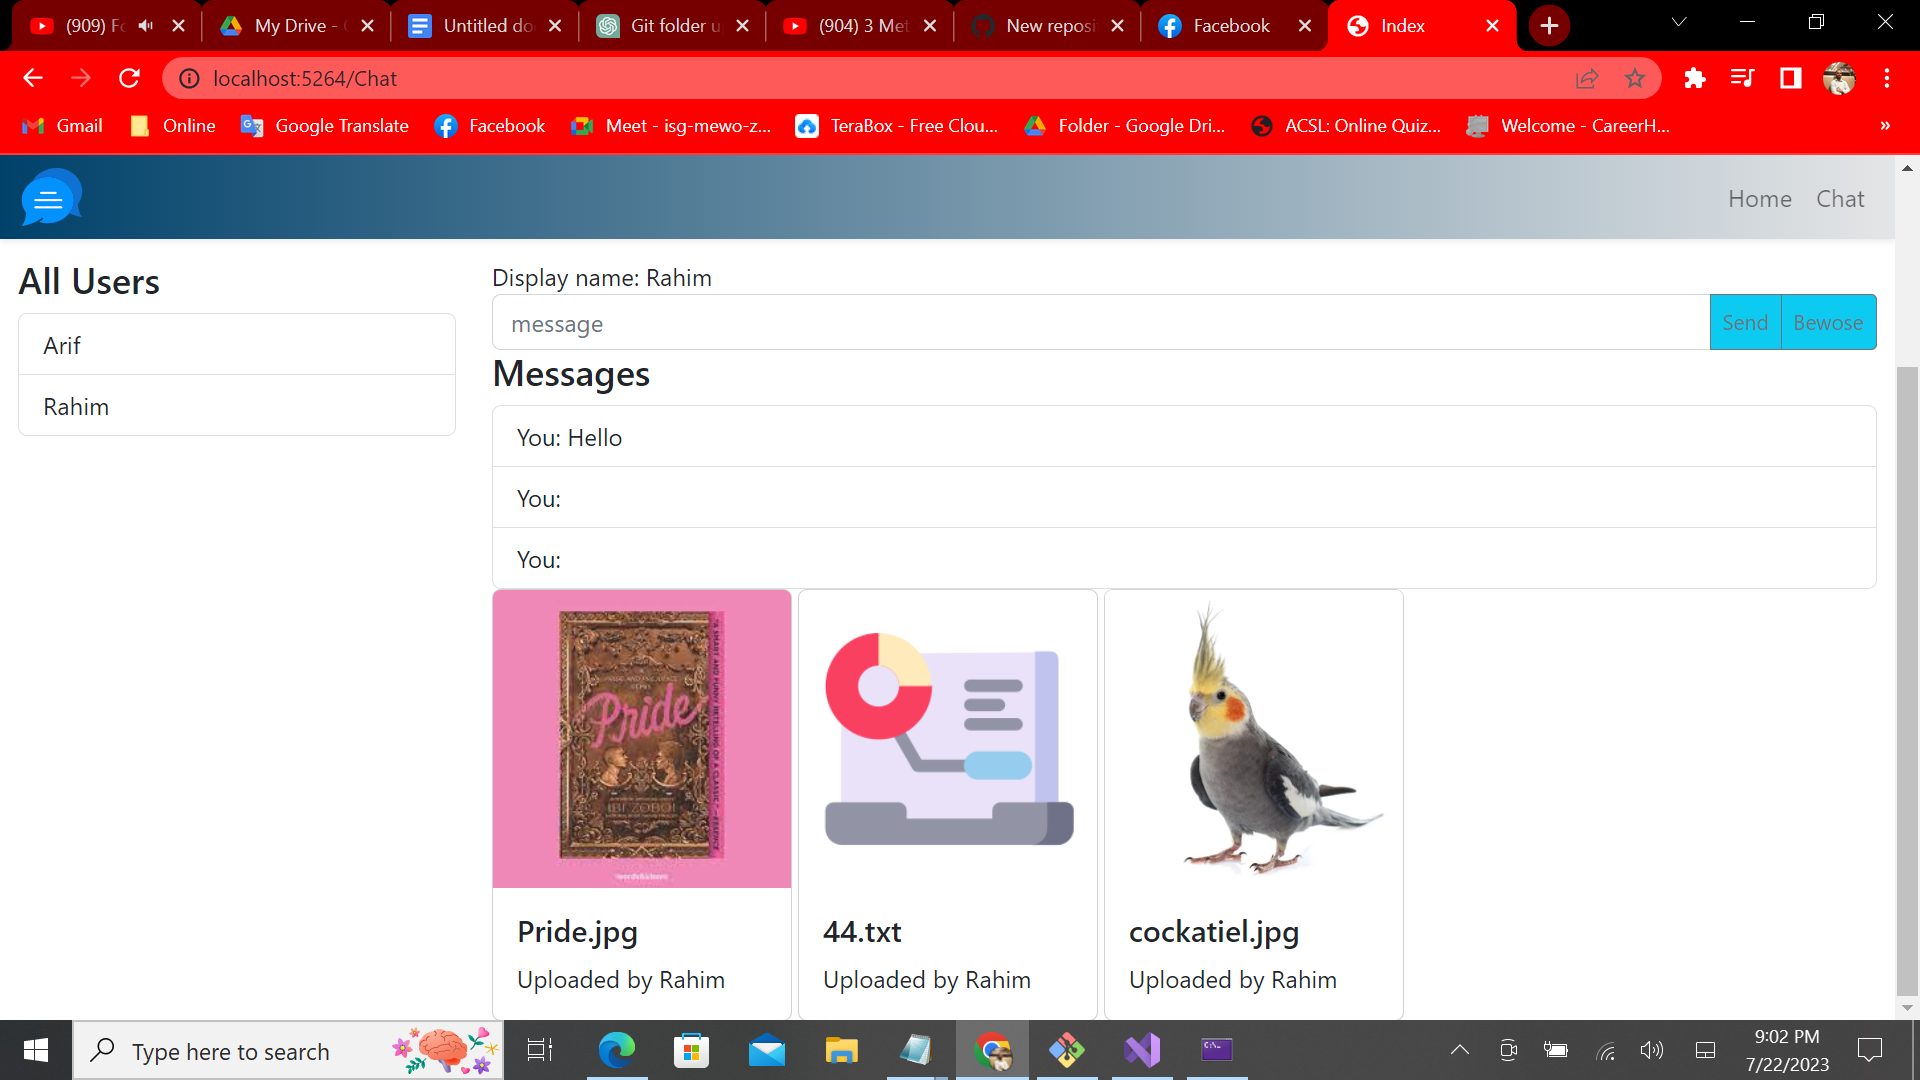 (909) Fo
My Drive - G
Untitled do
Git folder u
(904) 3 Met
New reposi
Facebook
Index
localhost:5264/Chat
Gmail
Online
Google Translate
Facebook
Meet - isg-mewo-z...
TeraBox - Free Clou...
Folder - Google Dri...
ACSL: Online Quiz...
Welcome - CareerH...
»
Home
Chat
All Users
Arif
Rahim
Display name: Rahim
message
Send
Bewose
Messages
You: Hello
You:
You:
Pride
IBI ZOBOI
Pride.jpg
Uploaded by Rahim
44.txt
Uploaded by Rahim
cockatiel.jpg
Uploaded by Rahim
Type here to search
9:02 PM
7/22/2023